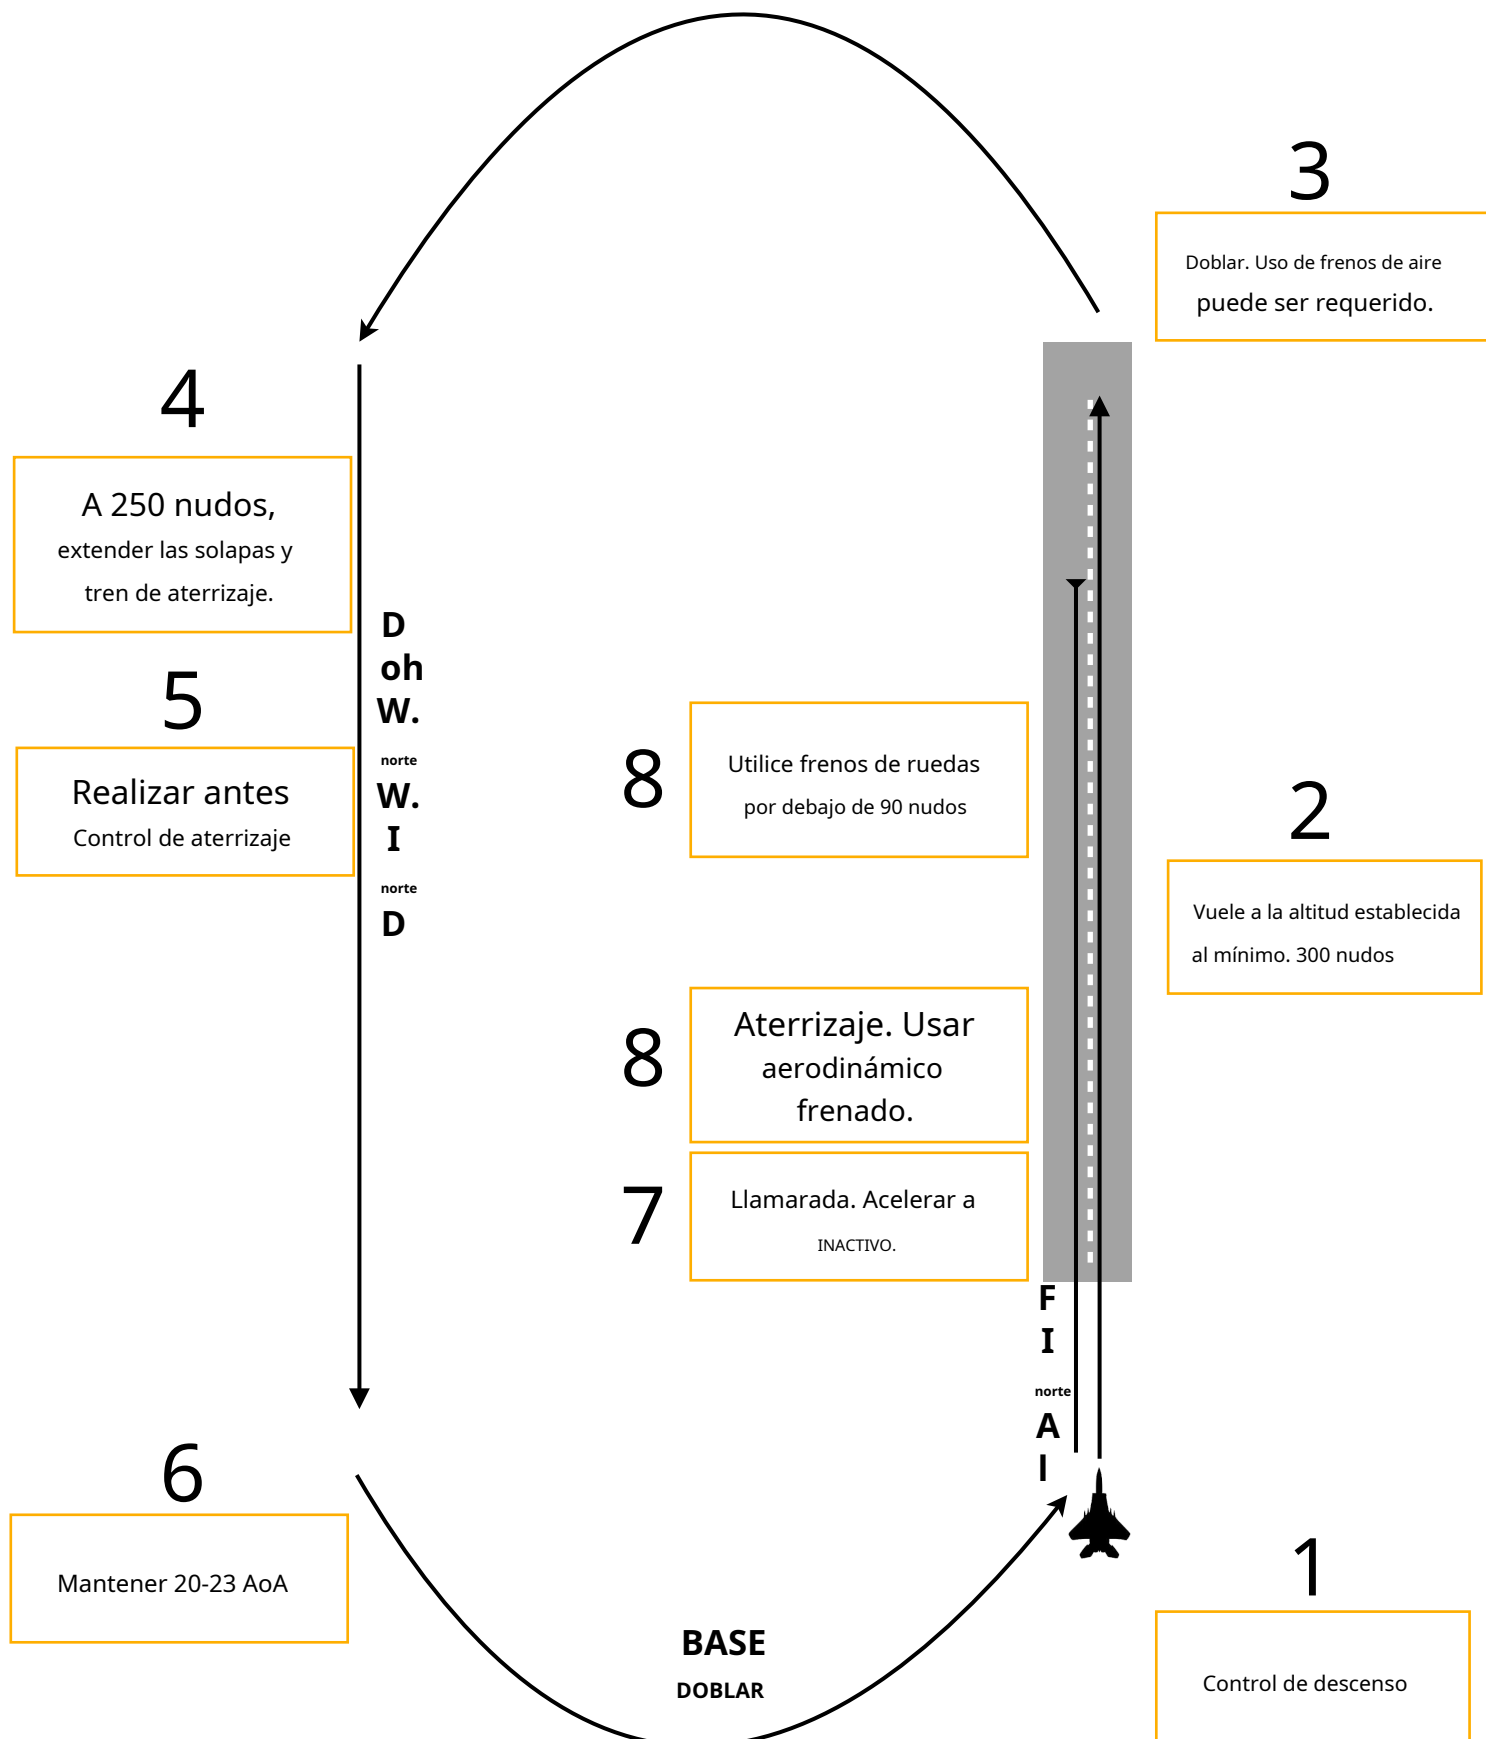 3
Doblar. Uso de frenos de aire
puede ser requerido.
4
A 250 nudos,
extender las solapas y
tren de aterrizaje.
D
oh
W.
norte
W.
I
norte
D
5
Realizar antes
Control de aterrizaje
8
Utilice frenos de ruedas
por debajo de 90 nudos
2
Vuele a la altitud establecida
al mínimo. 300 nudos
8
Aterrizaje. Usar
aerodinámico
frenado.
7
Llamarada. Acelerar a
INACTIVO.
F
I
norte
A
l
6
Mantener 20-23 AoA
BASE
DOBLAR
1
Control de descenso